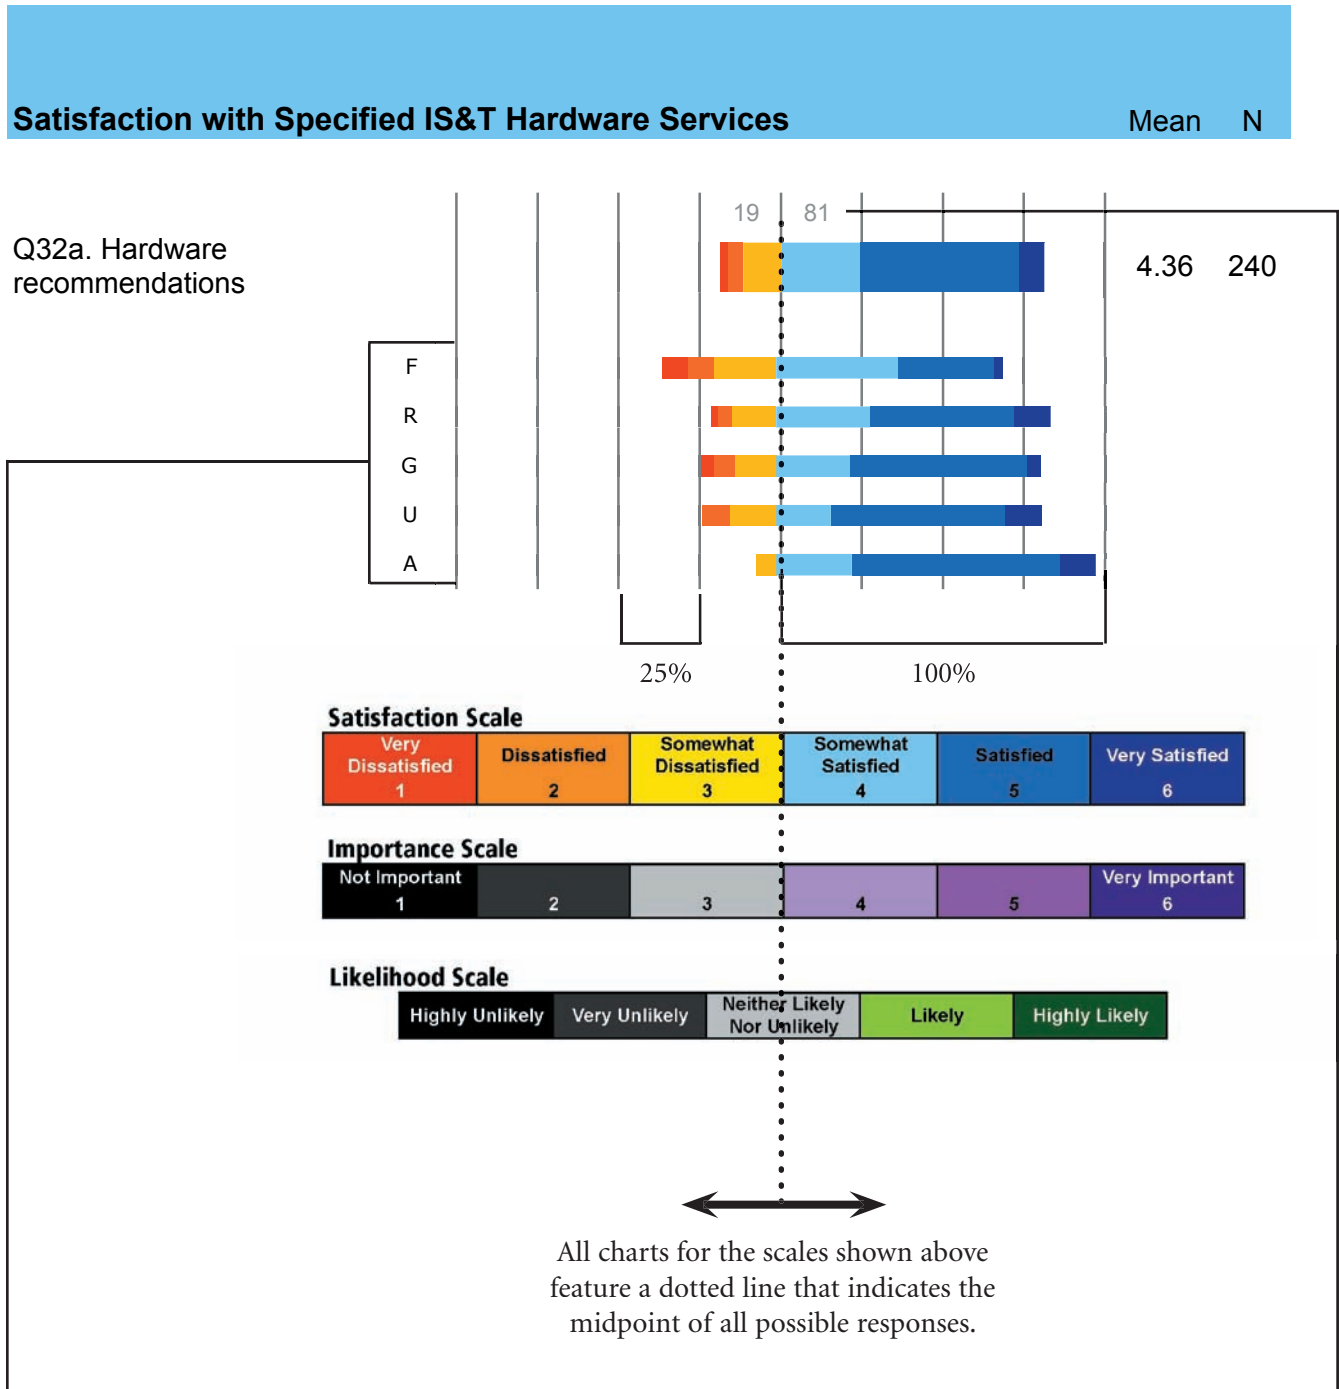 Satisfaction with Specified IS&T Hardware Services Mean N
19 81
Q32a. Hardware
recommendations
4.36 240
F
R
G
U
A
25% 100%
Satisfaction Scale
Very Dissatisfied 1
Dissatisfied 2
Somewhat Dissatisfied 3
Somewhat Satisfied 4
Satisfied 5
Very Satisfied 6
Importance Scale
Not Important 1
2
3
4
5
Very Important 6
Likelihood Scale
Highly Unlikely
Very Unlikely
Neither Likely
Nor Unlikely
Likely
Highly Likely
All charts for the scales shown above
feature a dotted line that indicates the
midpoint of all possible responses.